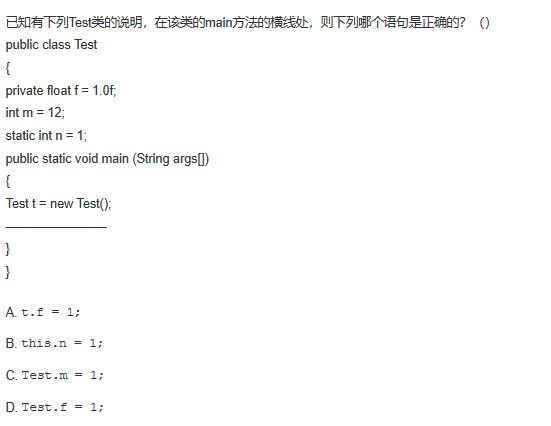 已知有下列Test类的说明，在该类的main方法的横线处，则下列哪个语句是正确的？（）
public class Test
{
private float f = 1.0f;
int m = 12;
static int n = 1;
public static void main (String args[])
{
Test t = new Test();
________________
}
}
A. t.f = 1;
B. this.n = 1;
C. Test.m = 1;
D. Test.f = 1;